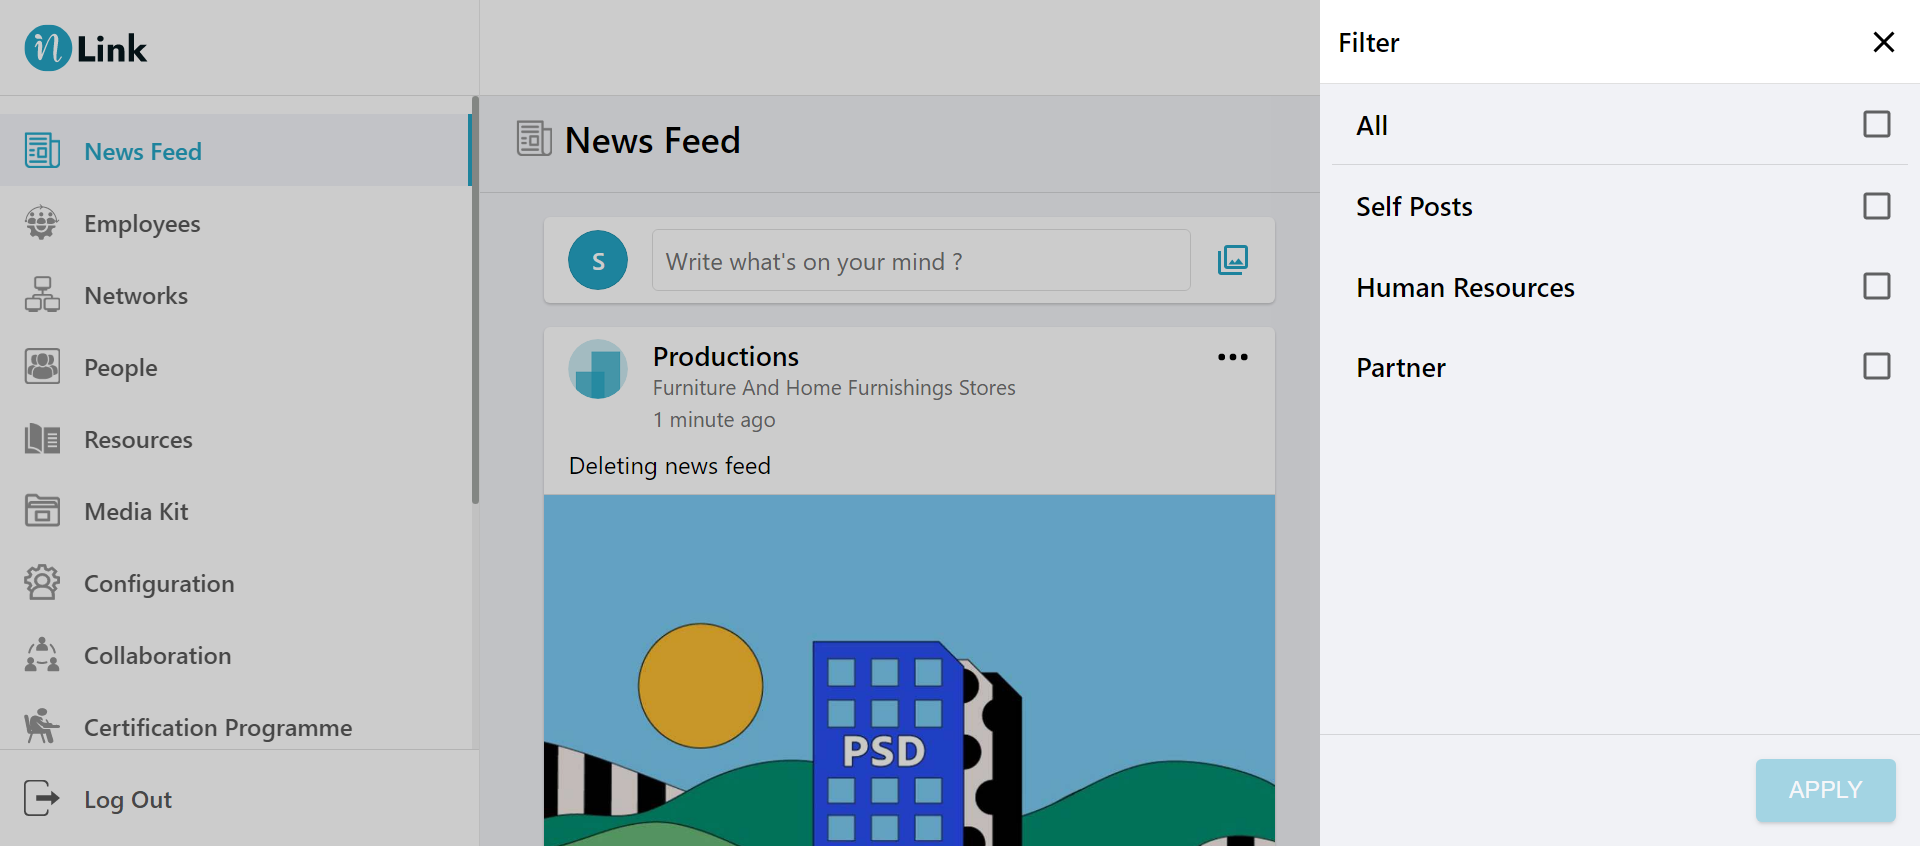 n Link
News Feed
Employees
Networks
People
Resources
Media Kit
Configuration
Collaboration
Certification Programme
Log Out
News Feed
S
Write what's on your mind ?
Productions
Furniture And Home Furnishings Stores
1 minute ago
Deleting news feed
PSD
Filter
All
Self Posts
Human Resources
Partner
APPLY